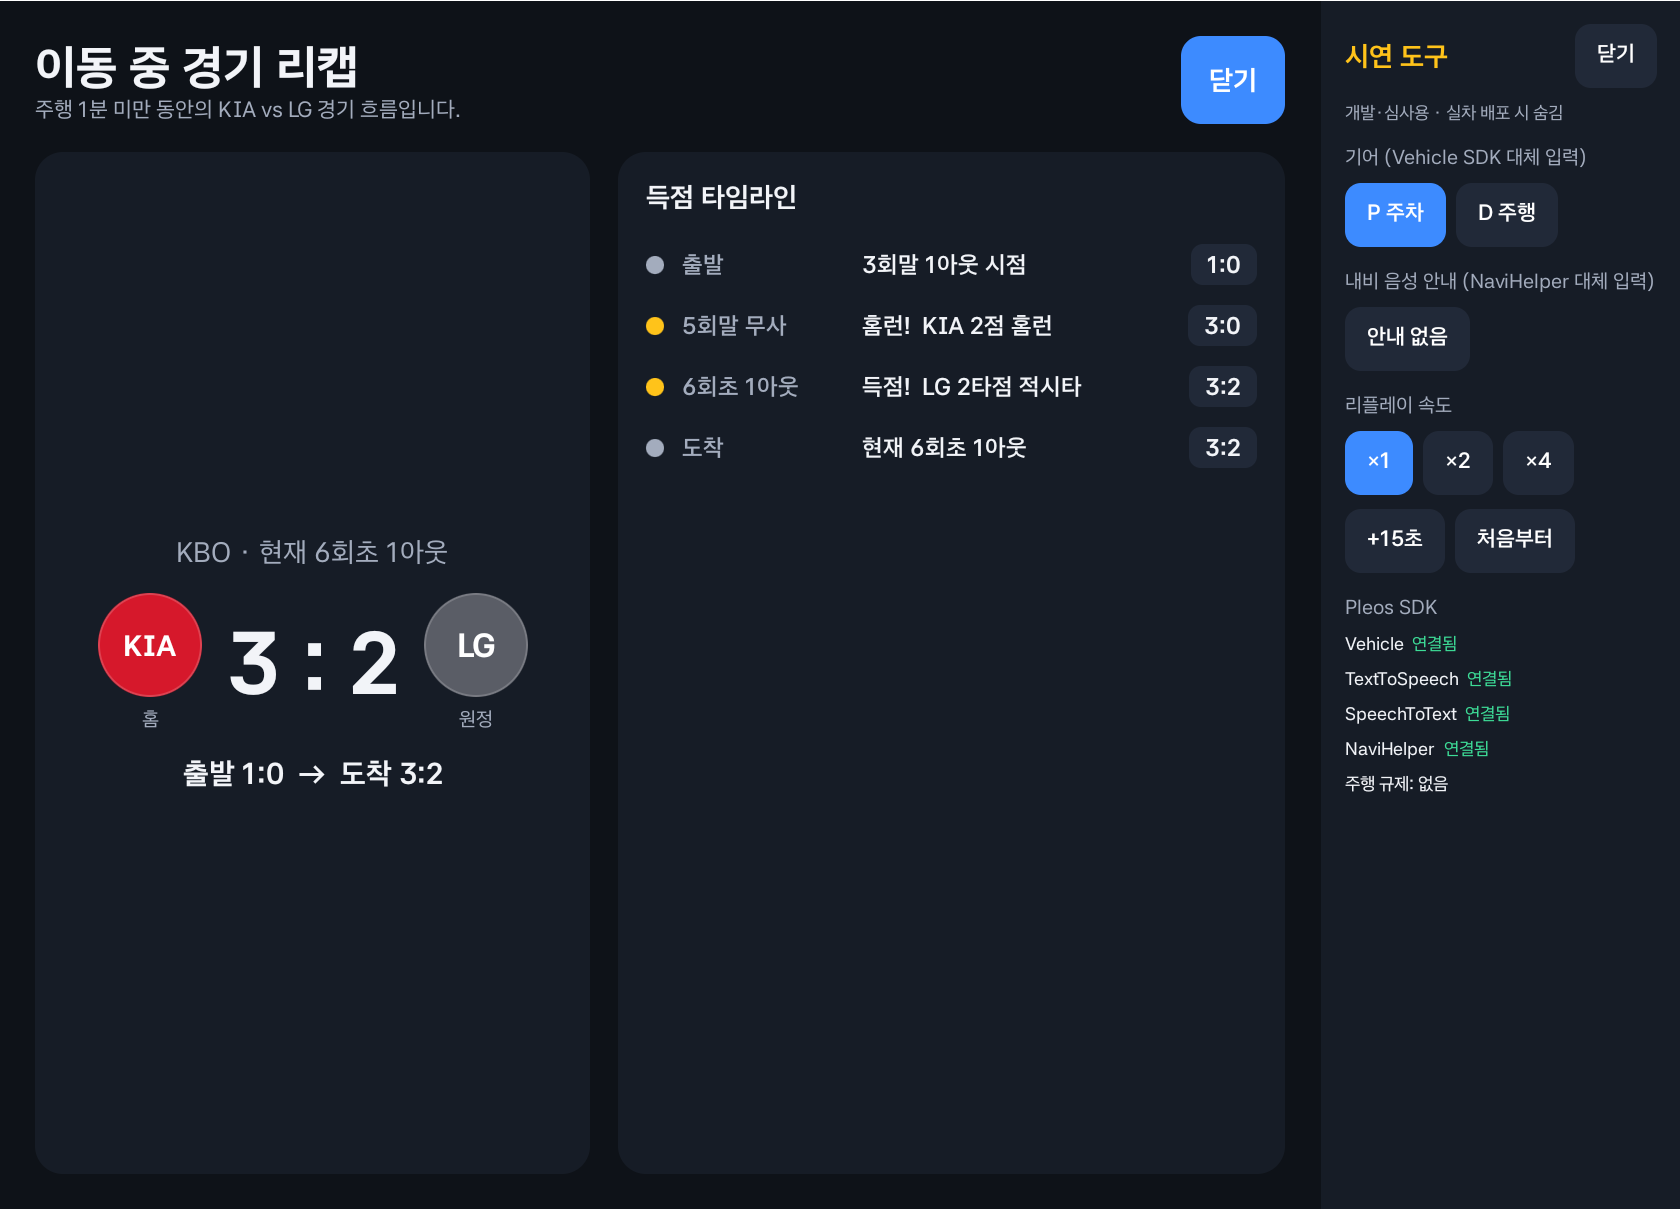 이동 중 경기 리캡
주행 1분 미만 동안의 KIA vs LG 경기 흐름입니다.
닫기
KBO · 현재 6회초 1아웃
KIA
3 : 2
LG
홈
원정
출발 1:0 → 도착 3:2
득점 타임라인
출발 3회말 1아웃 시점 1:0
5회말 무사 홈런! KIA 2점 홈런 3:0
6회초 1아웃 득점! LG 2타점 적시타 3:2
도착 현재 6회초 1아웃 3:2
시연 도구
닫기
개발·심사용 · 실차 배포 시 숨김
기어 (Vehicle SDK 대체 입력)
P 주차 D 주행
내비 음성 안내 (NaviHelper 대체 입력)
안내 없음
리플레이 속도
×1 ×2 ×4
+15초 처음부터
Pleos SDK
Vehicle 연결됨
TextToSpeech 연결됨
SpeechToText 연결됨
NaviHelper 연결됨
주행 규제: 없음